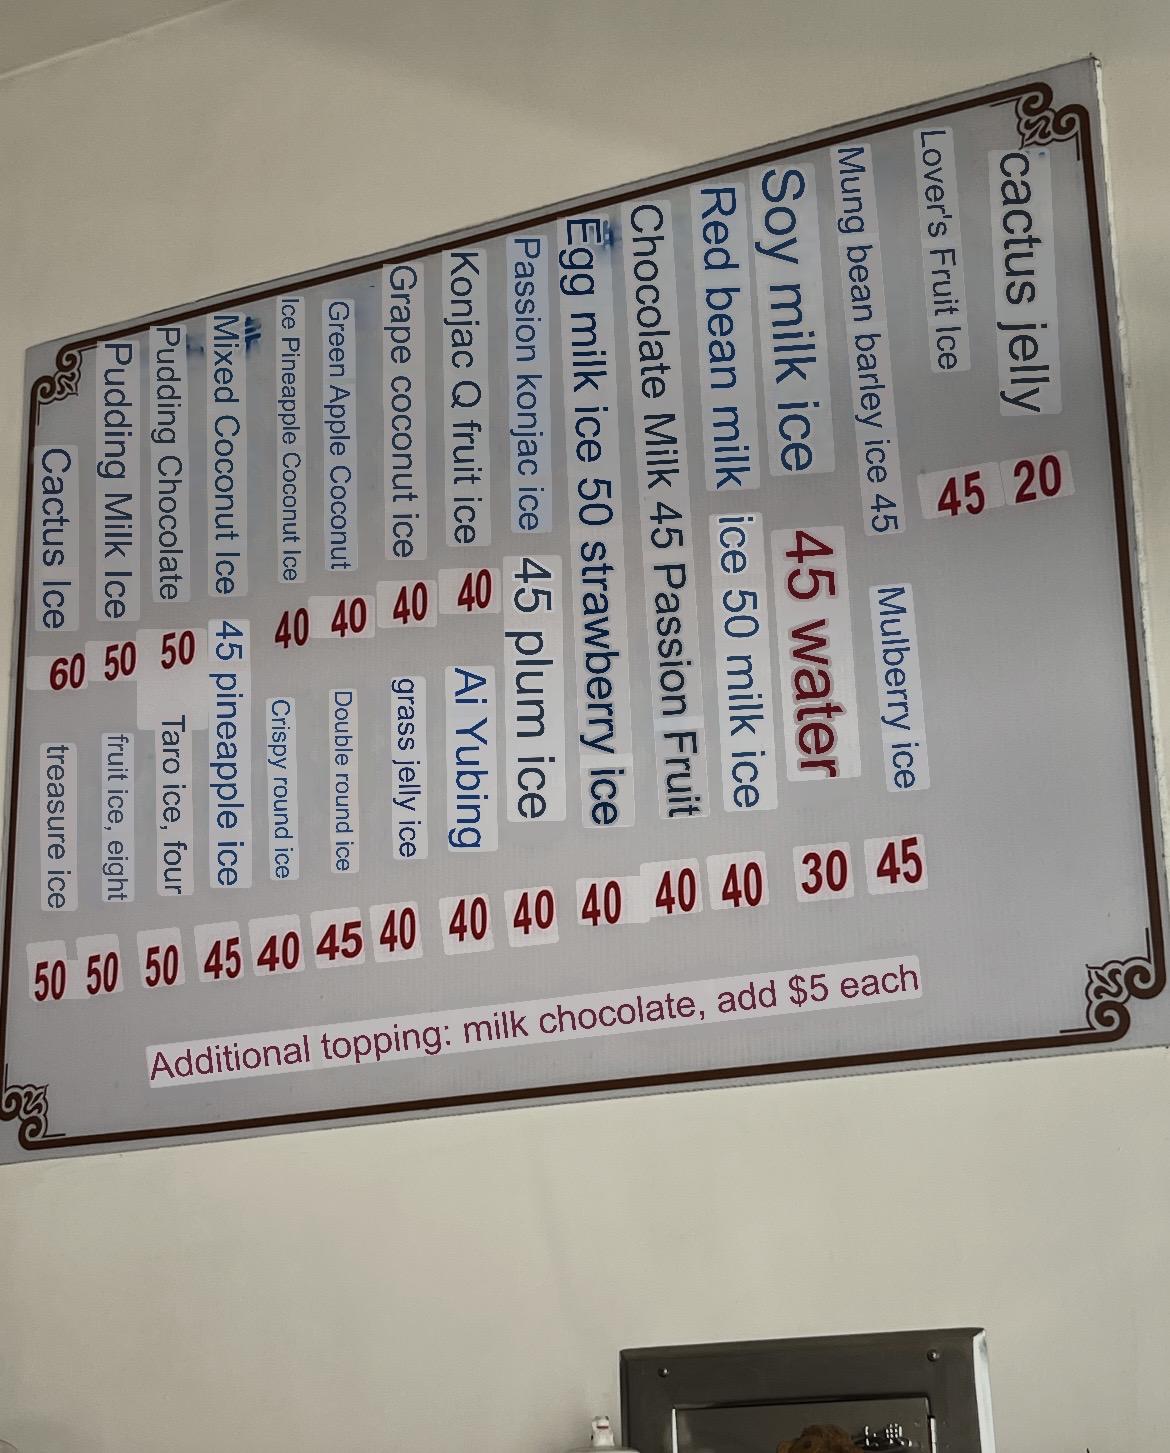 cactus jelly
20
Lover's Fruit Ice
45
Mung bean barley ice 45
Mulberry ice
45
Soy milk ice
45 water
30
Red bean milk ice 50 milk ice
40
Chocolate Milk 45 Passion Fruit
40
Egg milk ice 50 strawberry ice
40
Passion konjac ice 45 plum ice
40
Konjac Q fruit ice
40
Ai Yubing
40
Grape coconut ice
40
grass jelly ice
40
Green Apple Coconut
40
Double round ice
45
Ice Pineapple Coconut Ice
40
Crispy round ice
40
Mixed Coconut Ice 45 pineapple ice
45
Pudding Chocolate
50
Taro ice, four
50
Pudding Milk Ice
50
fruit ice, eight
50
Cactus Ice
60
treasure ice
50
Additional topping: milk chocolate, add $5 each